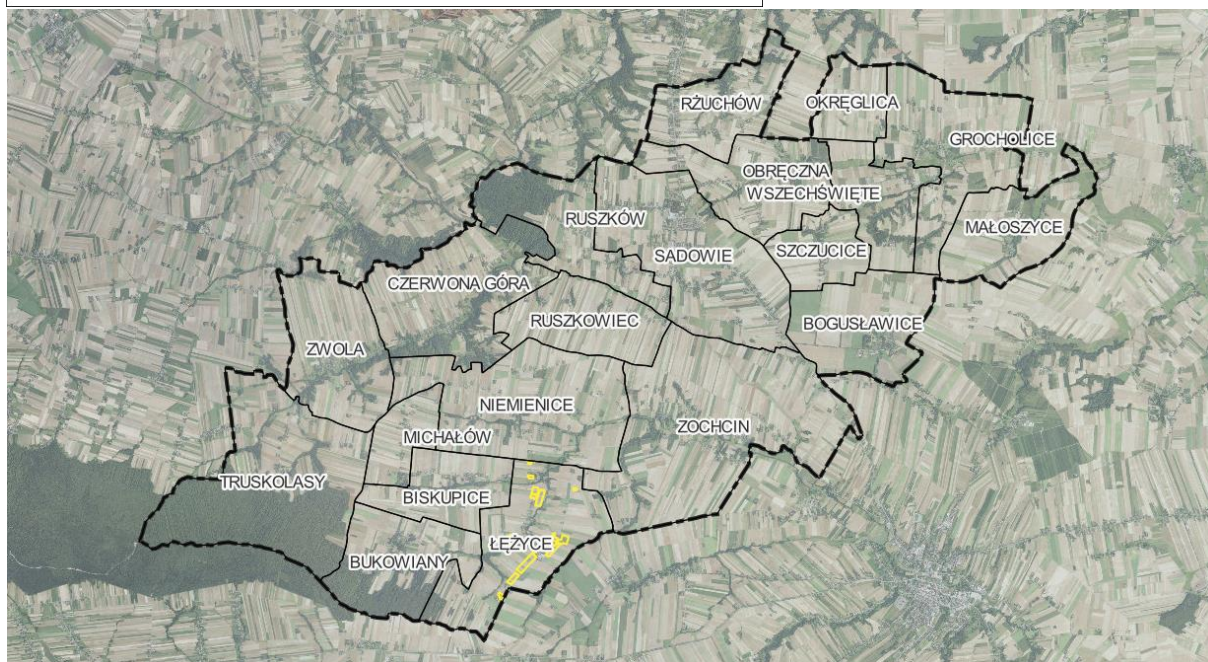 RŻUCHÓW
OKRĘGLICA
GROCHOLICE
OBRĘCZNA
WSZECHŚWIĘTE
RUSZKÓW
MAŁOSZYCE
SADOWIE
SZCZUCICE
CZERWONA GÓRA
RUSZKOWIEC
BOGUSŁAWICE
ZWOLA
NIEMIENICE
ZOCHCIN
MICHAŁÓW
TRUSKOLASY
BISKUPICE
ŁĘŻYCE
BUKOWIANY